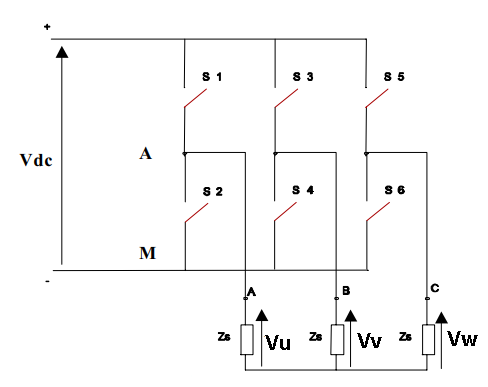 +
S 1 S 3 S 5
Vdc
A
S 2 S 4 S 6
M
-
A B C
Zs Vu Zs Vv Zs Vw